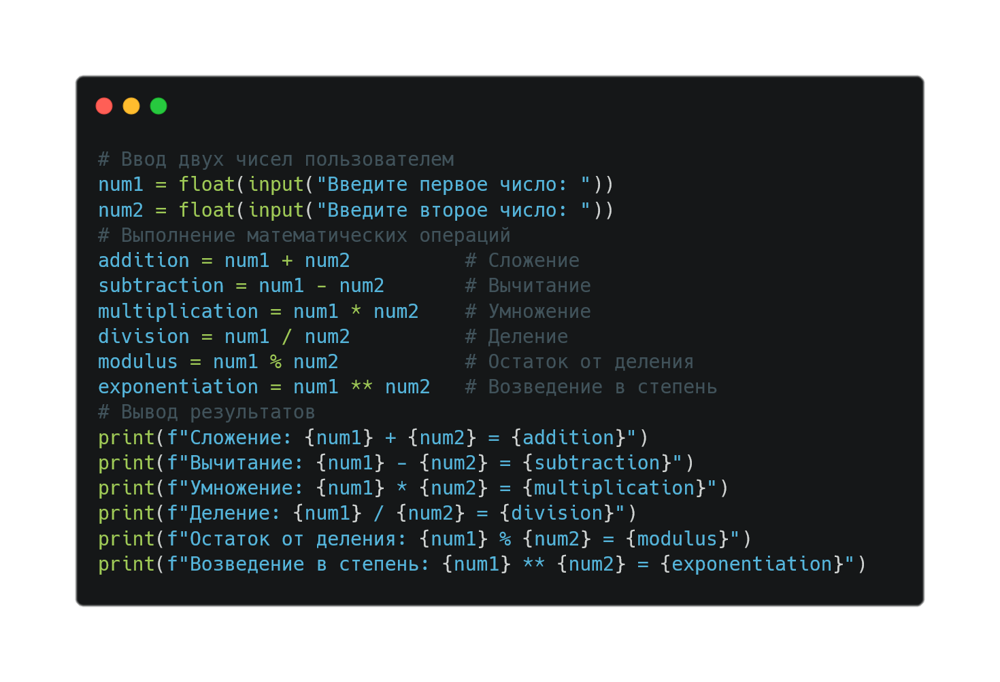 # Ввод двух чисел пользователем
num1 = float(input("Введите первое число: "))
num2 = float(input("Введите второе число: "))
# Выполнение математических операций
addition = num1 + num2          # Сложение
subtraction = num1 - num2       # Вычитание
multiplication = num1 * num2    # Умножение
division = num1 / num2          # Деление
modulus = num1 % num2           # Остаток от деления
exponentiation = num1 ** num2   # Возведение в степень
# Вывод результатов
print(f"Сложение: {num1} + {num2} = {addition}")
print(f"Вычитание: {num1} - {num2} = {subtraction}")
print(f"Умножение: {num1} * {num2} = {multiplication}")
print(f"Деление: {num1} / {num2} = {division}")
print(f"Остаток от деления: {num1} % {num2} = {modulus}")
print(f"Возведение в степень: {num1} ** {num2} = {exponentiation}")